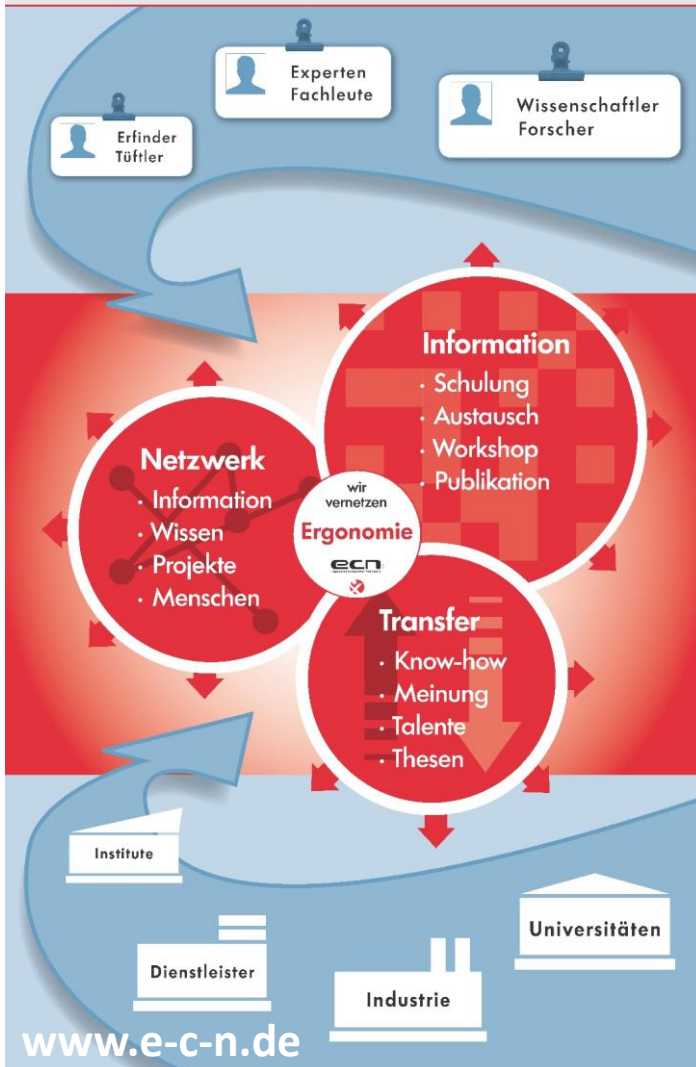 Experten
Fachleute
Wissenschaftler
Forscher
Erfinder
Tüftler
Information
· Schulung
· Austausch
· Workshop
· Publikation
Netzwerk
· Information
· Wissen
· Projekte
· Menschen
wir
vernetzen
Ergonomie
ecn
Transfer
· Know-how
· Meinung
· Talente
· Thesen
Institute
Universitäten
Dienstleister
Industrie
www.e-c-n.de